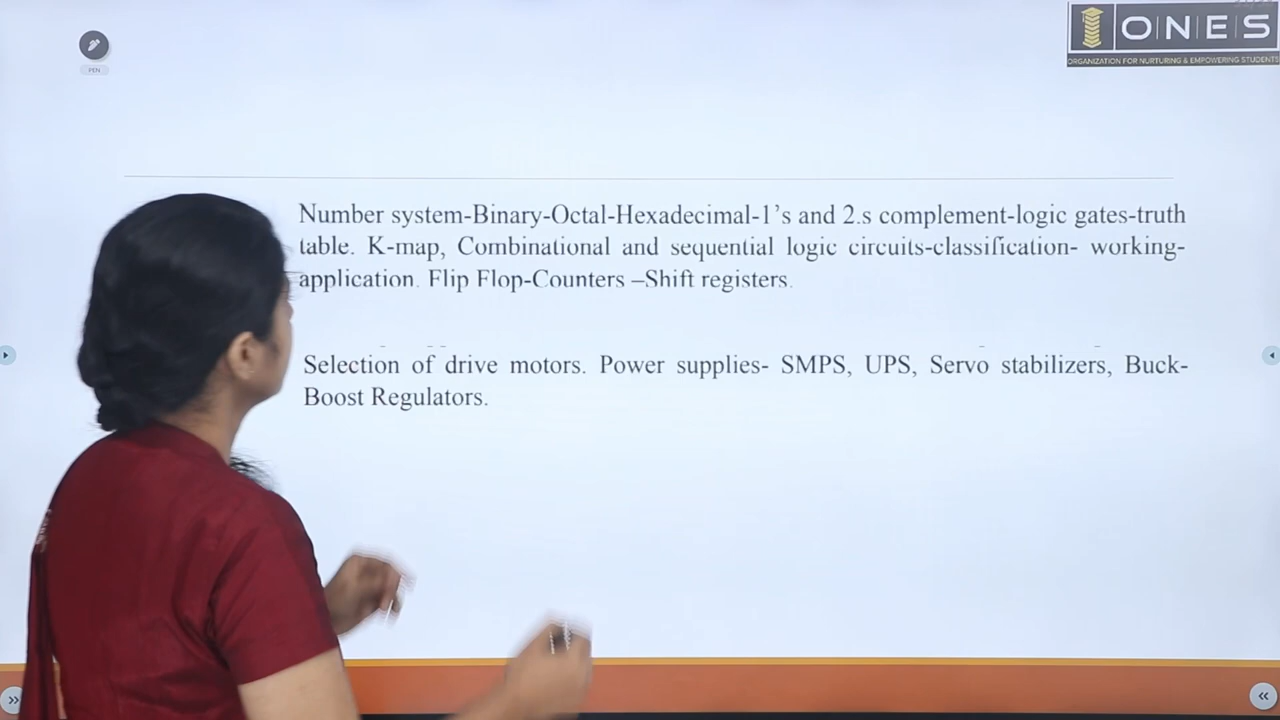 ONES
ORGANIZATION FOR NURTURING & EMPOWERING STUDENTS
PEN
Number system-Binary-Octal-Hexadecimal-1's and 2.s complement-logic gates-truth
table. K-map, Combinational and sequential logic circuits-classification- working-
application. Flip Flop-Counters –Shift registers.
Selection of drive motors. Power supplies- SMPS, UPS, Servo stabilizers, Buck-
Boost Regulators.